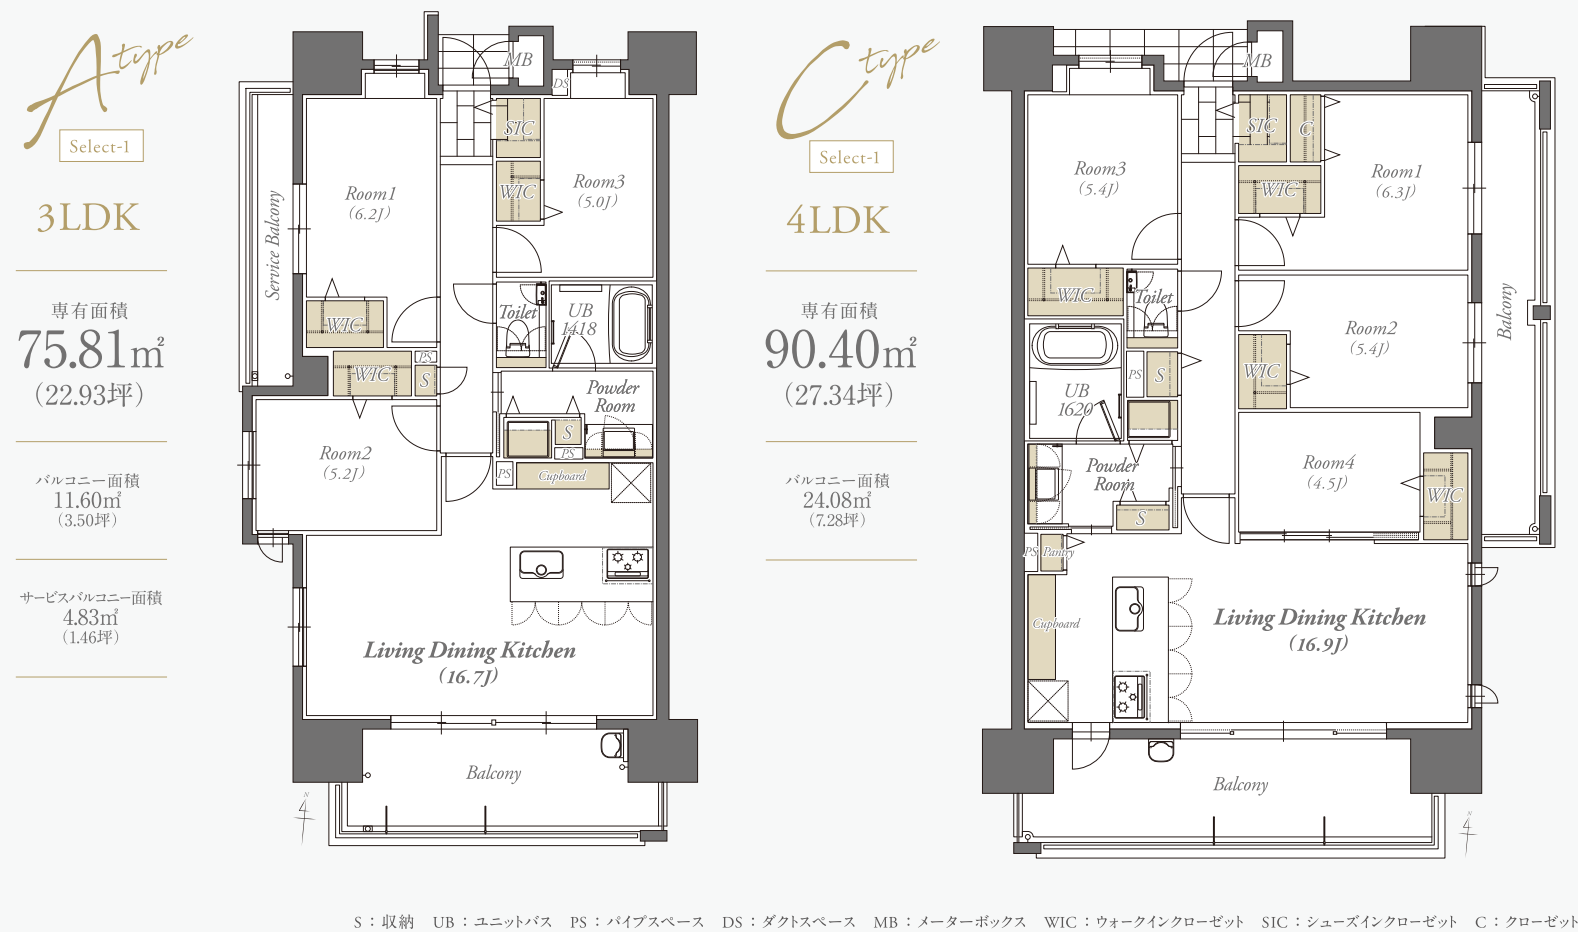 A type
Select-1
3LDK
専有面積
75.81㎡
（22.93坪）
バルコニー面積
11.60㎡
（3.50坪）
サービスバルコニー面積
4.83㎡
（1.46坪）
Service Balcony
MB
DS
SIC
WIC
Room1
（6.2J）
Room3
（5.0J）
WIC
Toilet
UB
1418
PS
WIC
S
Powder
Room
Room2
（5.2J）
S
PS
PS
Cupboard
Living Dining Kitchen
（16.7J）
Balcony
N
C type
Select-1
4LDK
専有面積
90.40㎡
（27.34坪）
バルコニー面積
24.08㎡
（7.28坪）
MB
SIC
C
Room3
（5.4J）
WIC
Room1
（6.3J）
WIC
Toilet
Balcony
Room2
（5.4J）
PS
S
WIC
UB
1620
Room4
（4.5J）
Powder
Room
WIC
S
PS
Pantry
Cupboard
Living Dining Kitchen
（16.9J）
Balcony
N
S：収納 UB：ユニットバス PS：パイプスペース DS：ダクトスペース MB：メーターボックス WIC：ウォークインクローゼット SIC：シューズインクローゼット C：クローゼット